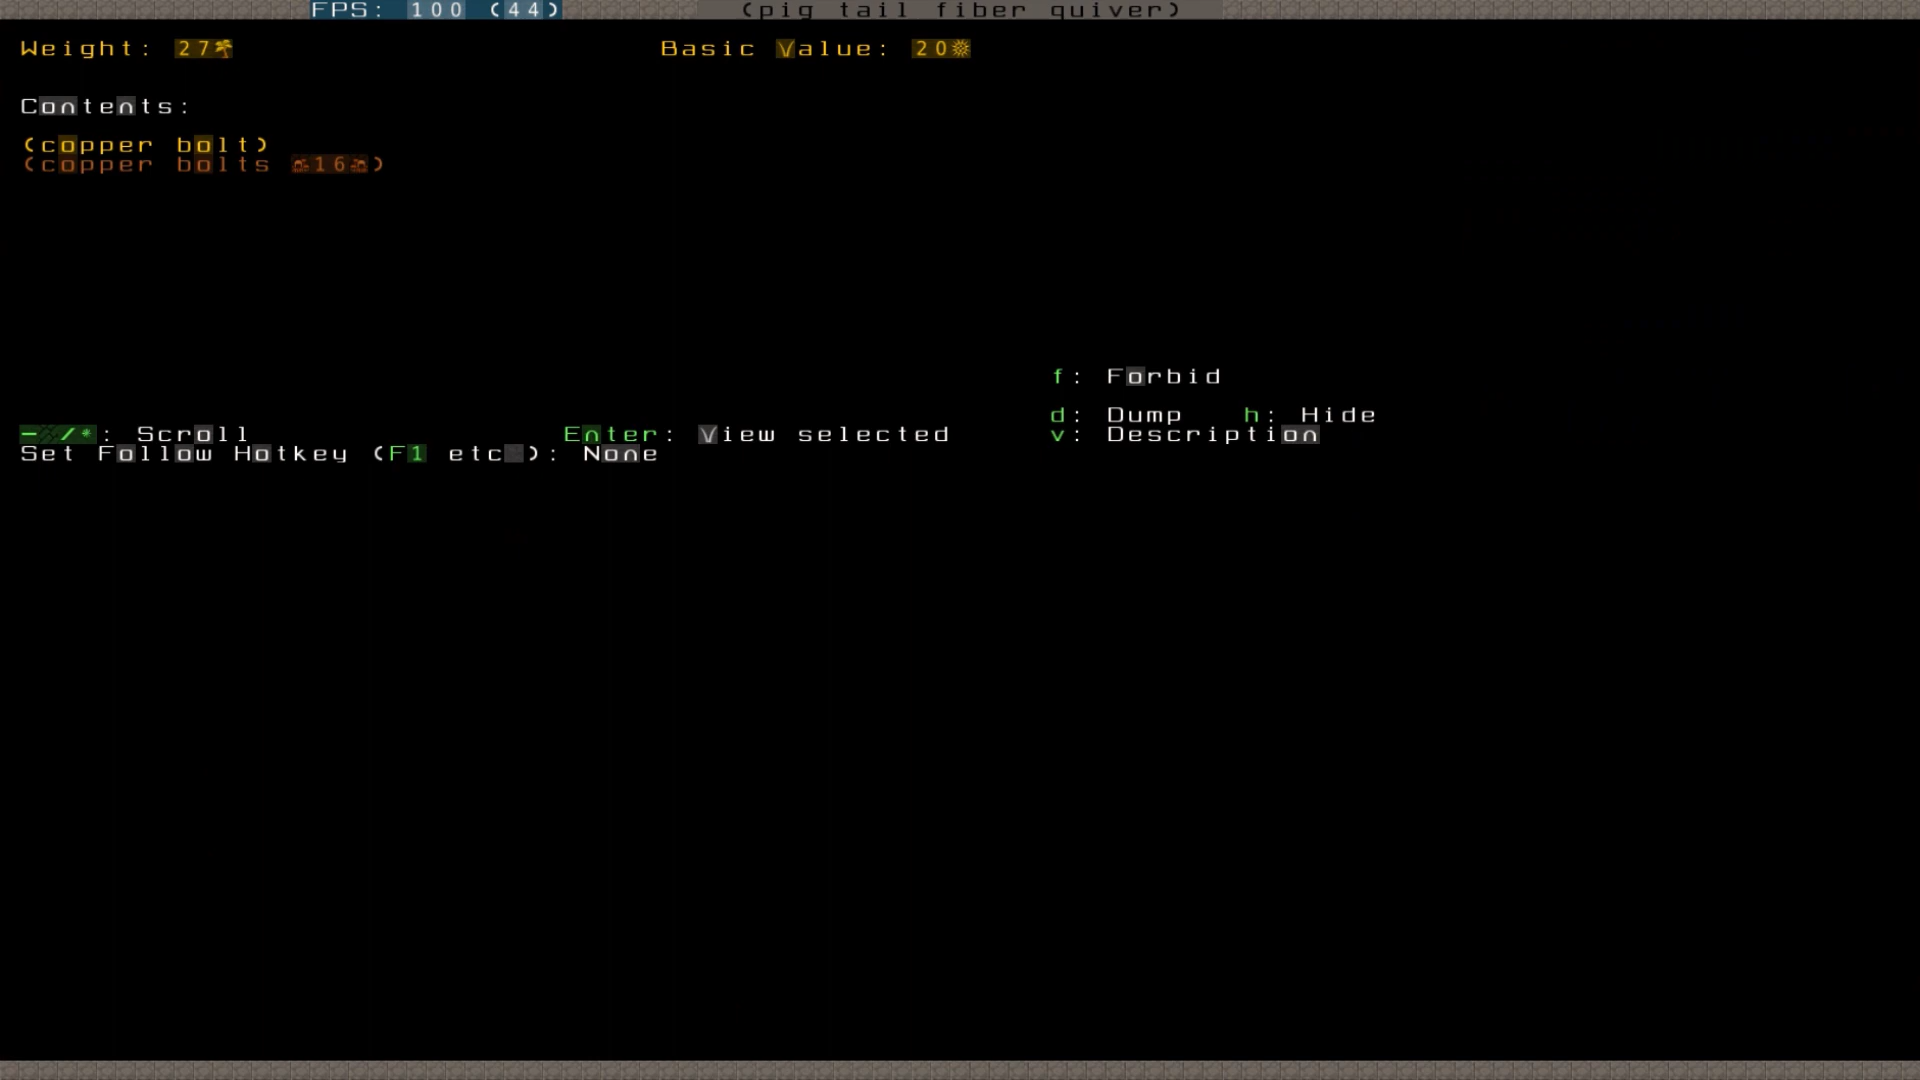 FPS: 100 (44)
(pig tail fiber quiver)
Weight: 27
Basic Value: 20☼
Contents:
(copper bolt)
(copper bolts 16)
f: Forbid
d: Dump h: Hide
-/*: Scroll
Enter: View selected
v: Description
Set Follow Hotkey (F1 etc): None